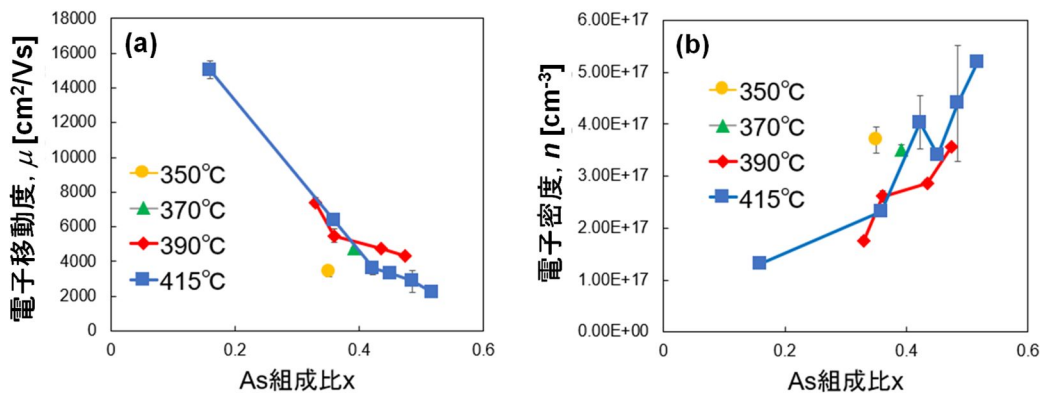 (a)
電子移動度, μ [cm²/Vs]
18000
16000
14000
12000
10000
8000
6000
4000
2000
0
350℃
370℃
390℃
415℃
0 0.2 0.4 0.6
As組成比x
(b)
電子密度, n [cm⁻³]
6.00E+17
5.00E+17
4.00E+17
3.00E+17
2.00E+17
1.00E+17
0.00E+00
350℃
370℃
390℃
415℃
0 0.2 0.4 0.6
As組成比x